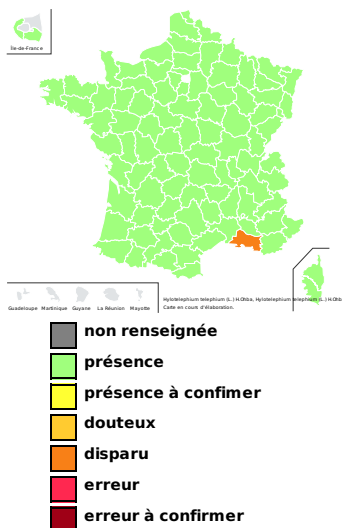 Île-de-France
Guadeloupe Martinique Guyane La Réunion Mayotte
Hylotelephium telephium (L.) H.Ohba, Hylotelephium telephium (L.) H.Ohb
Carte en cours d'élaboration.
non renseignée
présence
présence à confimer
douteux
disparu
erreur
erreur à confirmer